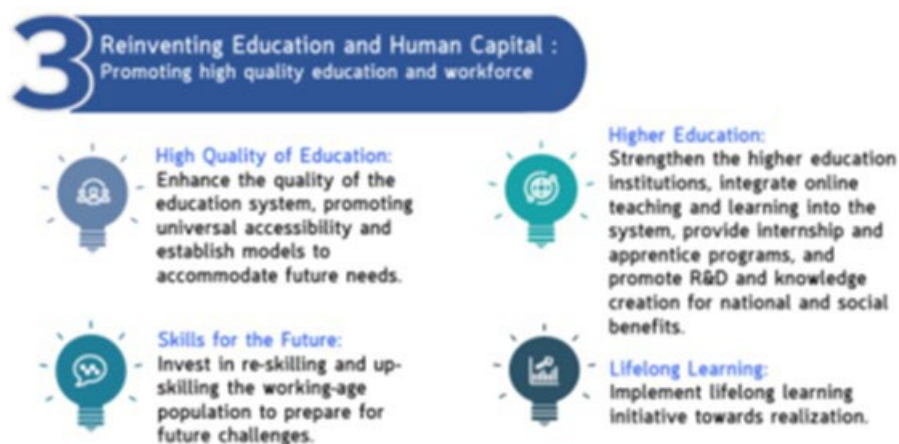 3
Reinventing Education and Human Capital :
Promoting high quality education and workforce
High Quality of Education:
Enhance the quality of the
education system, promoting
universal accessibility and
establish models to
accommodate future needs.
Higher Education:
Strengthen the higher education
institutions, integrate online
teaching and learning into the
system, provide internship and
apprentice programs, and
promote R&D and knowledge
creation for national and social
benefits.
Skills for the Future:
Invest in re-skilling and up-
skilling the working-age
population to prepare for
future challenges.
Lifelong Learning:
Implement lifelong learning
initiative towards realization.